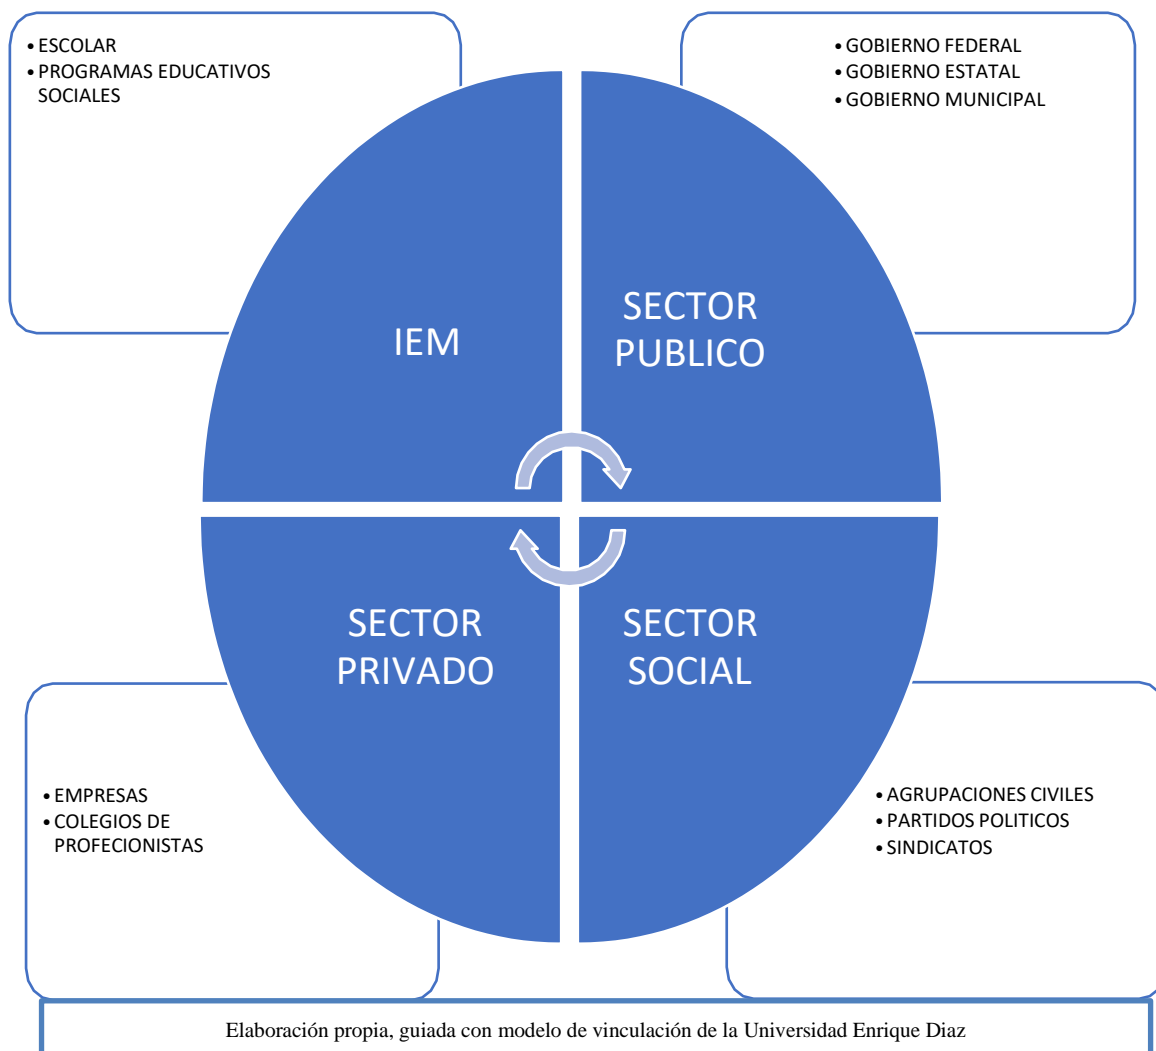 • ESCOLAR
• PROGRAMAS EDUCATIVOS
SOCIALES
• GOBIERNO FEDERAL
• GOBIERNO ESTATAL
• GOBIERNO MUNICIPAL
IEM
SECTOR
PUBLICO
SECTOR
PRIVADO
SECTOR
SOCIAL
• EMPRESAS
• COLEGIOS DE
PROFECIONISTAS
• AGRUPACIONES CIVILES
• PARTIDOS POLITICOS
• SINDICATOS
Elaboración propia, guiada con modelo de vinculación de la Universidad Enrique Diaz